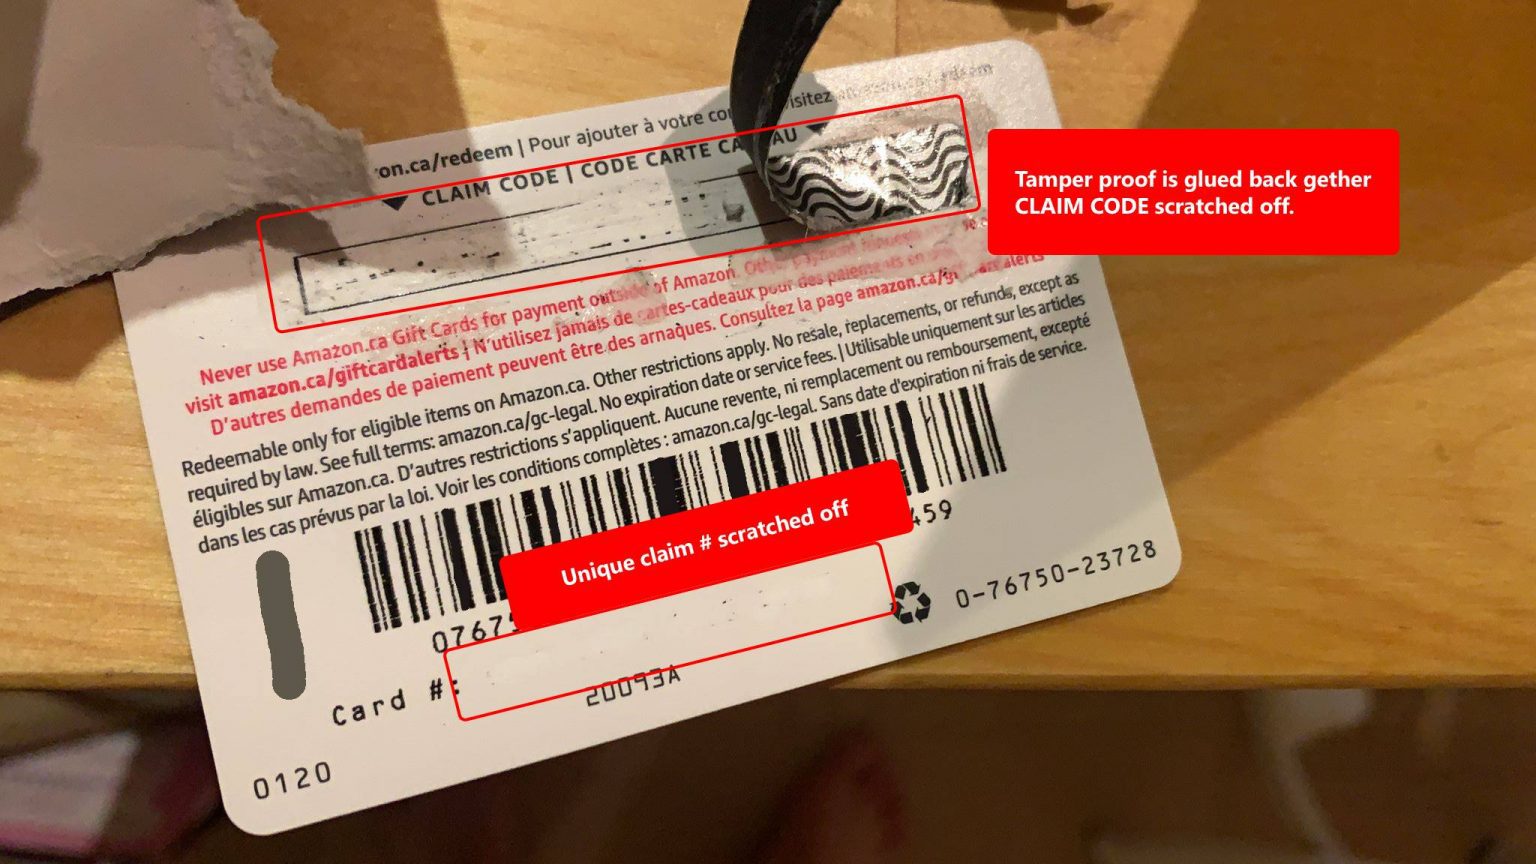 on.ca/redeem | Pour ajouter à votre co
visitez
CLAIM CODE | CODE CARTE CA AU
Tamper proof is glued back gether
CLAIM CODE scratched off.
Never use Amazon.ca Gift Cards for payment outside of Amazon.
visit amazon.ca/giftcardalerts | N'utilisez jamais de cartes-cadeaux pour des paiements en
D'autres demandes de paiement peuvent être des arnaques. Consultez la page amazon.ca/gi alerts
Redeemable only for eligible items on Amazon.ca. Other restrictions apply. No resale, replacements, or refunds, except as
required by law. See full terms: amazon.ca/gc-legal. No expiration date or service fees. | Utilisable uniquement sur les articles
éligibles sur Amazon.ca. D'autres restrictions s'appliquent. Aucune revente, ni remplacement ou remboursement, excepté
dans les cas prévus par la loi. Voir les conditions complètes : amazon.ca/gc-legal. Sans date d'expiration ni frais de service.
Unique claim # scratched off
0767 459
Card #:
20093A
0-76750-23728
0120